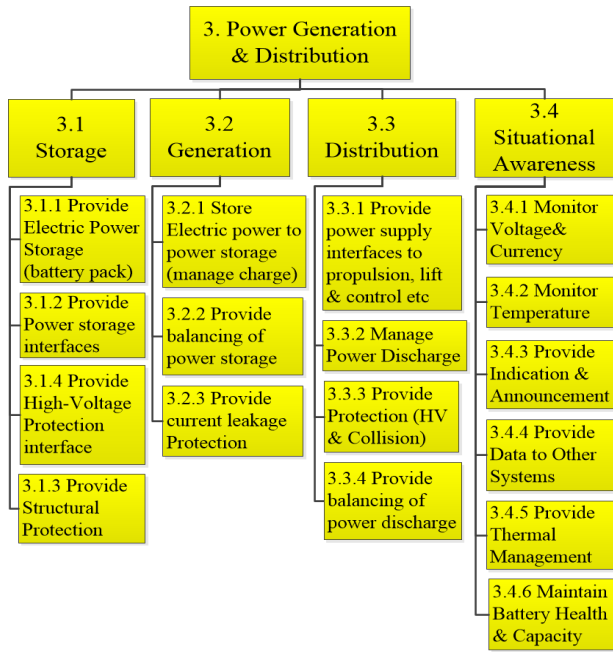 3. Power Generation
& Distribution
3.1
Storage
3.1.1 Provide
Electric Power
Storage
(battery pack)
3.1.2 Provide
Power storage
interfaces
3.1.4 Provide
High-Voltage
Protection
interface
3.1.3 Provide
Structural
Protection
3.2
Generation
3.2.1 Store
Electric power to
power storage
(manage charge)
3.2.2 Provide
balancing of
power storage
3.2.3 Provide
current leakage
Protection
3.3
Distribution
3.3.1 Provide
power supply
interfaces to
propulsion, lift
& control etc
3.3.2 Manage
Power Discharge
3.3.3 Provide
Protection (HV
& Collision)
3.3.4 Provide
balancing of
power discharge
3.4
Situational
Awareness
3.4.1 Monitor
Voltage&
Currency
3.4.2 Monitor
Temperature
3.4.3 Provide
Indication &
Announcement
3.4.4 Provide
Data to Other
Systems
3.4.5 Provide
Thermal
Management
3.4.6 Maintain
Battery Health
& Capacity